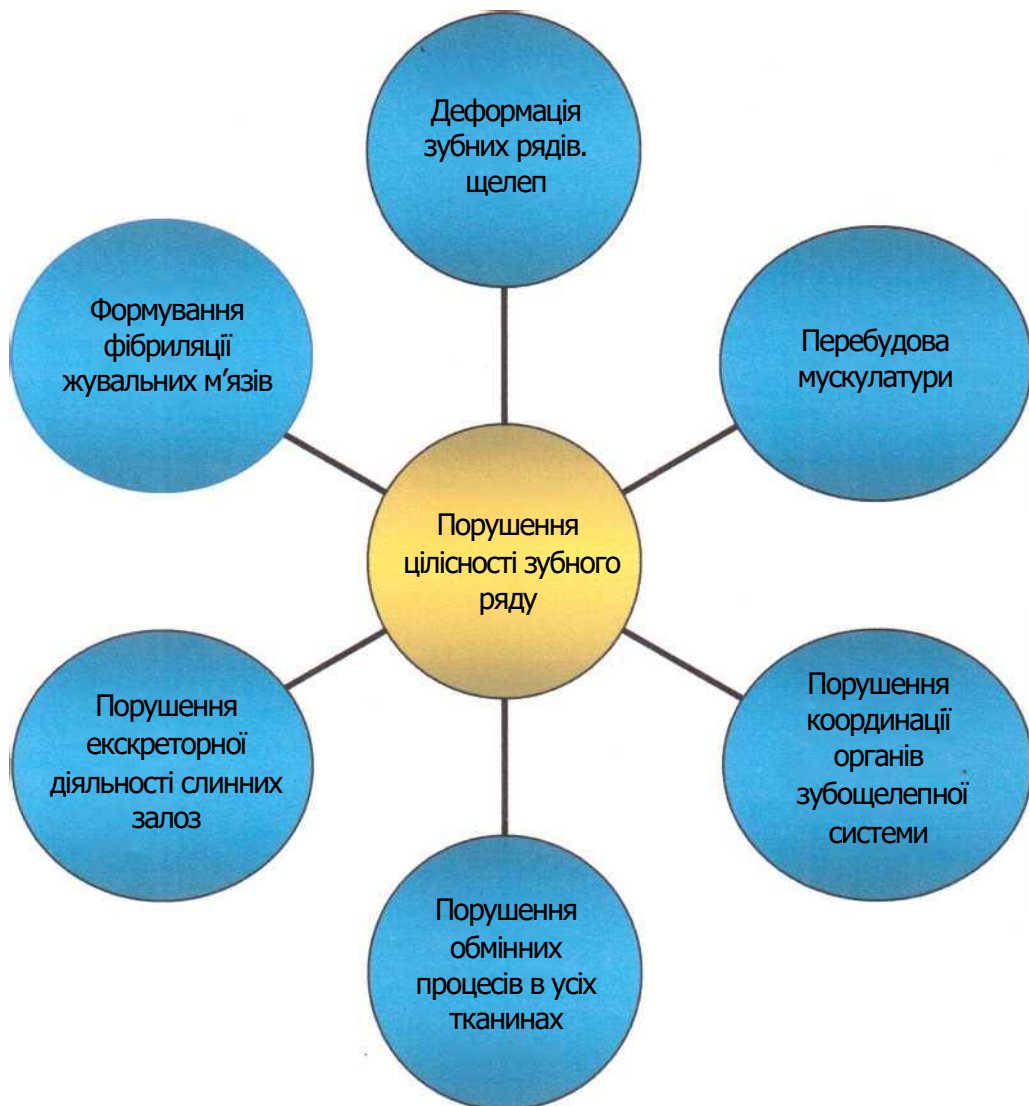 Деформація
зубних рядів.
щелеп
Формування
фібриляції
жувальних м’язів
Перебудова
мускулатури
Порушення
цілісності зубного
ряду
Порушення
екскреторної
діяльності слинних
залоз
Порушення
координації
органів
зубощелепної
системи
Порушення
обмінних
процесів в усіх
тканинах